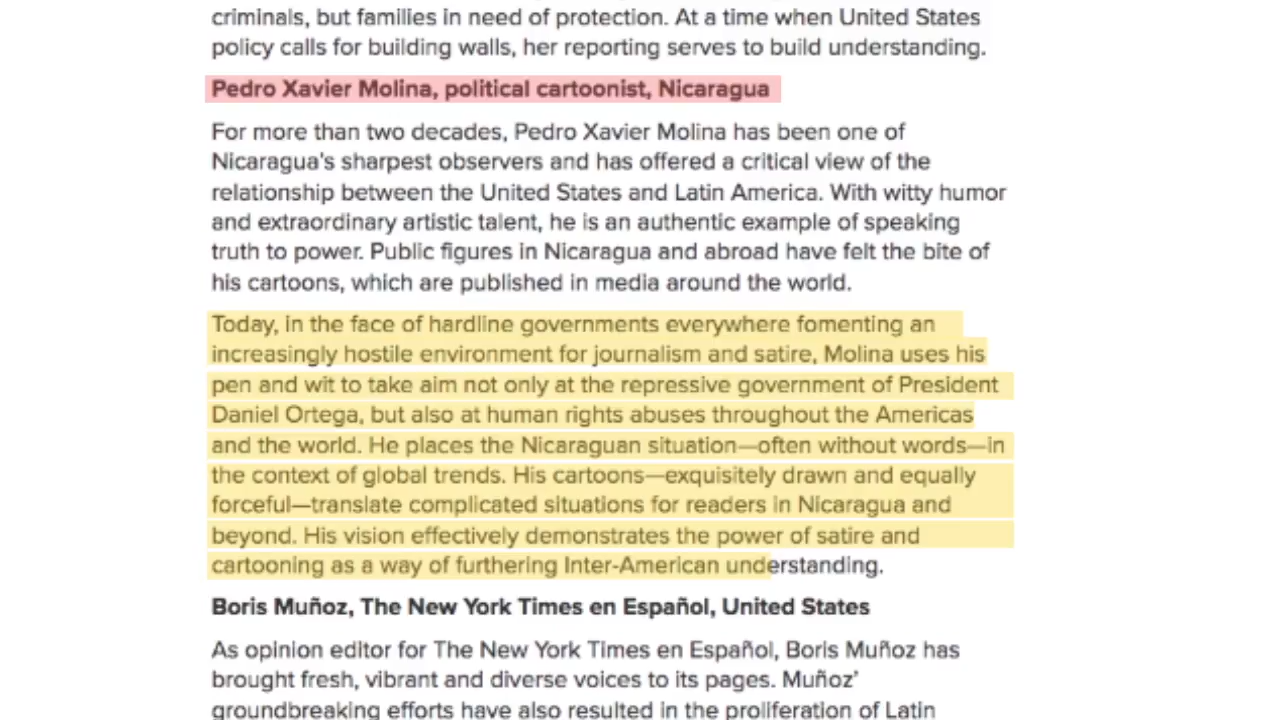 criminals, but families in need of protection. At a time when United States
policy calls for building walls, her reporting serves to build understanding.
Pedro Xavier Molina, political cartoonist, Nicaragua
For more than two decades, Pedro Xavier Molina has been one of
Nicaragua's sharpest observers and has offered a critical view of the
relationship between the United States and Latin America. With witty humor
and extraordinary artistic talent, he is an authentic example of speaking
truth to power. Public figures in Nicaragua and abroad have felt the bite of
his cartoons, which are published in media around the world.
Today, in the face of hardline governments everywhere fomenting an
increasingly hostile environment for journalism and satire, Molina uses his
pen and wit to take aim not only at the repressive government of President
Daniel Ortega, but also at human rights abuses throughout the Americas
and the world. He places the Nicaraguan situation—often without words—in
the context of global trends. His cartoons—exquisitely drawn and equally
forceful—translate complicated situations for readers in Nicaragua and
beyond. His vision effectively demonstrates the power of satire and
cartooning as a way of furthering Inter-American understanding.
Boris Muñoz, The New York Times en Español, United States
As opinion editor for The New York Times en Español, Boris Muñoz has
brought fresh, vibrant and diverse voices to its pages. Muñoz'
groundbreaking efforts have also resulted in the proliferation of Latin